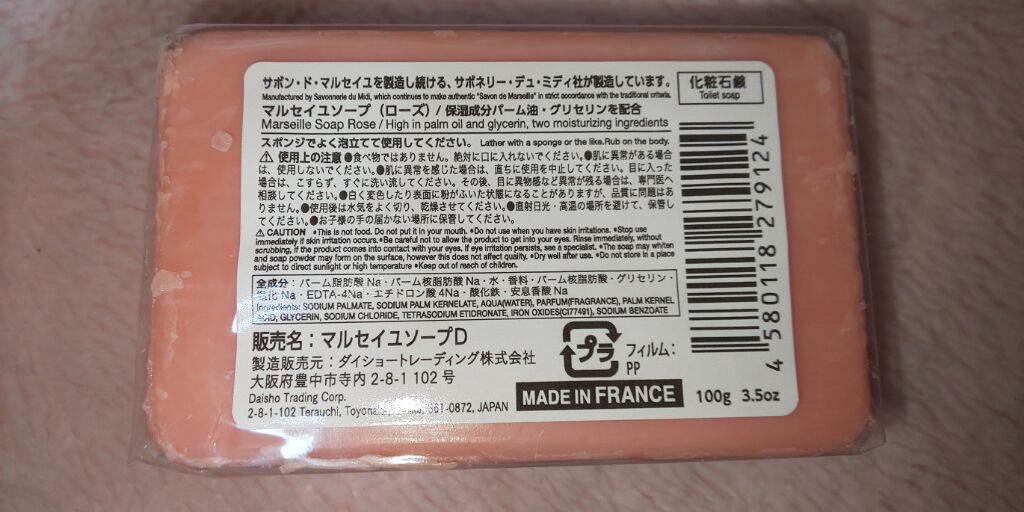 サボン・ド・マルセイユを製造し続ける、サボネリー・デュ・ミディ社が製造しています。
Manufactured by Savonnerie du Midi, which continues to make authentic "Savon de Marseille" in strict accordance with the traditional criteria.
化粧石鹸
Toilet soap
マルセイユソープ（ローズ）/ 保湿成分パーム油・グリセリンを配合
Marseille Soap Rose / High in palm oil and glycerin, two moisturizing ingredients
スポンジでよく泡立てて使用してください。 Lather with a sponge or the like.Rub on the body.
⚠ 使用上の注意 ●食べ物ではありません。絶対に口に入れないでください。●肌に異常がある場合
は、使用しないでください。●肌に異常を感じた場合は、直ちに使用を中止してください。目に入った
場合は、こすらず、すぐに洗い流してください。その後、目に異物感など異常が残る場合は、専門医へ
相談してください。●白く変色したり表面に粉がふいた状態になることがありますが、品質に問題はあ
りません。●使用後は水気をよく切り、乾燥させてください。●直射日光・高温の場所を避けて、保管し
てください。●お子様の手の届かない場所に保管してください。
⚠ CAUTION ●This is not food. Do not put it in your mouth. ●Do not use when you have skin irritations. ●Stop use
immediately if skin irritation occurs. ●Be careful not to allow the product to get into your eyes. Rinse immediately, without
scrubbing, if the product comes into contact with your eyes. If eye irritation persists, see a specialist. ●The soap may whiten
and soap powder may form on the surface, however this does not affect quality. ●Dry well after use. ●Do not store in a place
subject to direct sunlight or high temperature ●Keep out of reach of children.
全成分：パーム脂肪酸 Na・パーム核脂肪酸 Na・水・香料・パーム核脂肪酸・グリセリン・
塩化 Na・EDTA-4Na・エチドロン酸 4Na・酸化鉄・安息香酸 Na
Ingredients: SODIUM PALMATE, SODIUM PALM KERNELATE, AQUA(WATER), PARFUM(FRAGRANCE), PALM KERNEL
ACID, GLYCERIN, SODIUM CHLORIDE, TETRASODIUM ETIDRONATE, IRON OXIDES(CI77491), SODIUM BENZOATE
販売名：マルセイユソープD
製造販売元：ダイショートレーディング株式会社
大阪府豊中市寺内 2-8-1 102 号
Daisho Trading Corp.
2-8-1-102 Terauchi, Toyonaka, 561-0872, JAPAN
プラ
フィルム：
PP
MADE IN FRANCE
100g 3.5oz
4 580118 279124